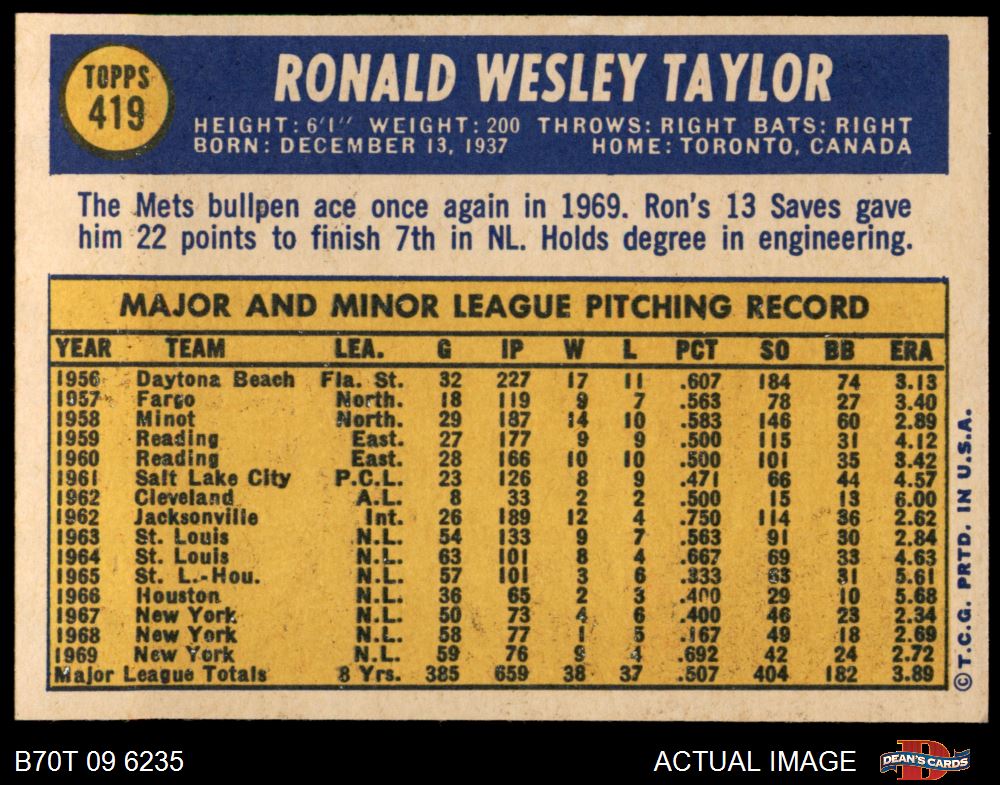 TOPPS
419
RONALD WESLEY TAYLOR
HEIGHT: 6'1" WEIGHT: 200 THROWS: RIGHT BATS: RIGHT
BORN: DECEMBER 13, 1937 HOME: TORONTO, CANADA
The Mets bullpen ace once again in 1969. Ron's 13 Saves gave
him 22 points to finish 7th in NL. Holds degree in engineering.
MAJOR AND MINOR LEAGUE PITCHING RECORD
YEAR TEAM LEA. G IP W L PCT SO BB ERA
1956 Daytona Beach Fla. St. 32 227 17 11 .607 184 74 3.13
1957 Fargo North. 18 119 9 7 .563 78 27 3.40
1958 Minot North. 29 187 14 10 .583 146 60 2.89
1959 Reading East. 27 177 9 9 .500 115 31 4.12
1960 Reading East. 28 166 10 10 .500 101 35 3.42
1961 Salt Lake City P.C.L. 23 126 8 9 .471 66 44 4.57
1962 Cleveland A.L. 8 33 2 2 .500 15 13 6.00
1962 Jacksonville Int. 26 189 12 4 .750 114 36 2.62
1963 St. Louis N.L. 54 133 9 7 .563 91 30 2.84
1964 St. Louis N.L. 63 101 8 4 .667 69 33 4.63
1965 St. L.-Hou. N.L. 57 101 3 6 .333 63 31 5.61
1966 Houston N.L. 36 65 2 3 .400 29 10 5.68
1967 New York N.L. 50 73 4 6 .400 46 23 2.34
1968 New York N.L. 58 77 1 5 .167 49 18 2.69
1969 New York N.L. 59 76 9 4 .692 42 24 2.72
Major League Totals 8 Yrs. 385 659 38 37 .507 404 182 3.89
©T.C.G. PRTD. IN U.S.A.
B70T 09 6235 ACTUAL IMAGE
DEAN'S CARDS